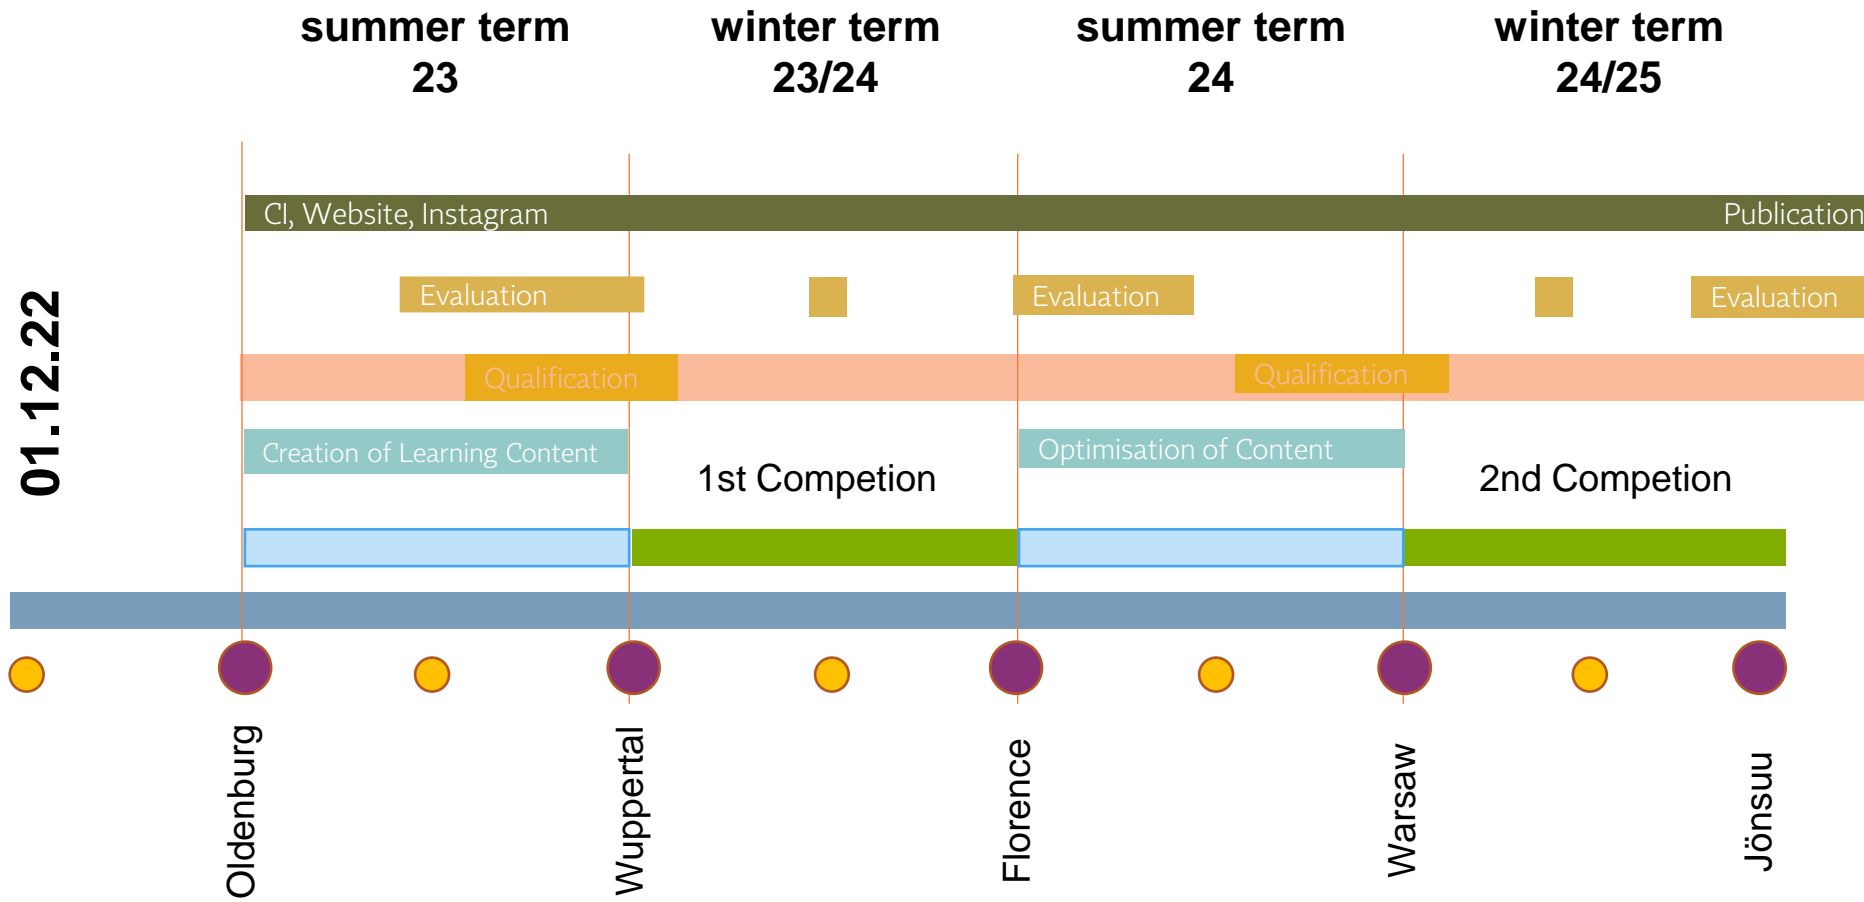 summer term
23
winter term
23/24
summer term
24
winter term
24/25
01.12.22
CI, Website, Instagram
Publication
Evaluation
Evaluation
Evaluation
Qualification
Qualification
Creation of Learning Content
Optimisation of Content
1st Competion
2nd Competion
Oldenburg
Wuppertal
Florence
Warsaw
Jönsuu